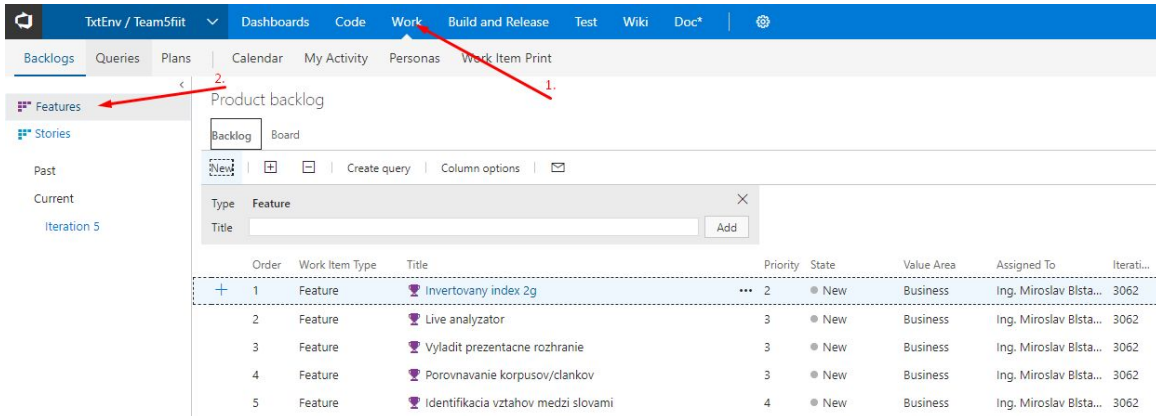 TxtEnv / Team5fiit Dashboards Code Work Build and Release Test Wiki Doc*
Backlogs Queries Plans Calendar My Activity Personas Work Item Print
2.
1.
Features
Stories
Past
Current
Iteration 5
Product backlog
Backlog Board
New Create query Column options
Type Feature
Title Add
Order Work Item Type Title Priority State Value Area Assigned To Iterati...
1 Feature Invertovany index 2g ... 2 New Business Ing. Miroslav Blsta... 3062
2 Feature Live analyzator 3 New Business Ing. Miroslav Blsta... 3062
3 Feature Vyladit prezentacne rozhranie 3 New Business Ing. Miroslav Blsta... 3062
4 Feature Porovnavanie korpusov/clankov 3 New Business Ing. Miroslav Blsta... 3062
5 Feature Identifikacia vztahov medzi slovami 4 New Business Ing. Miroslav Blsta... 3062